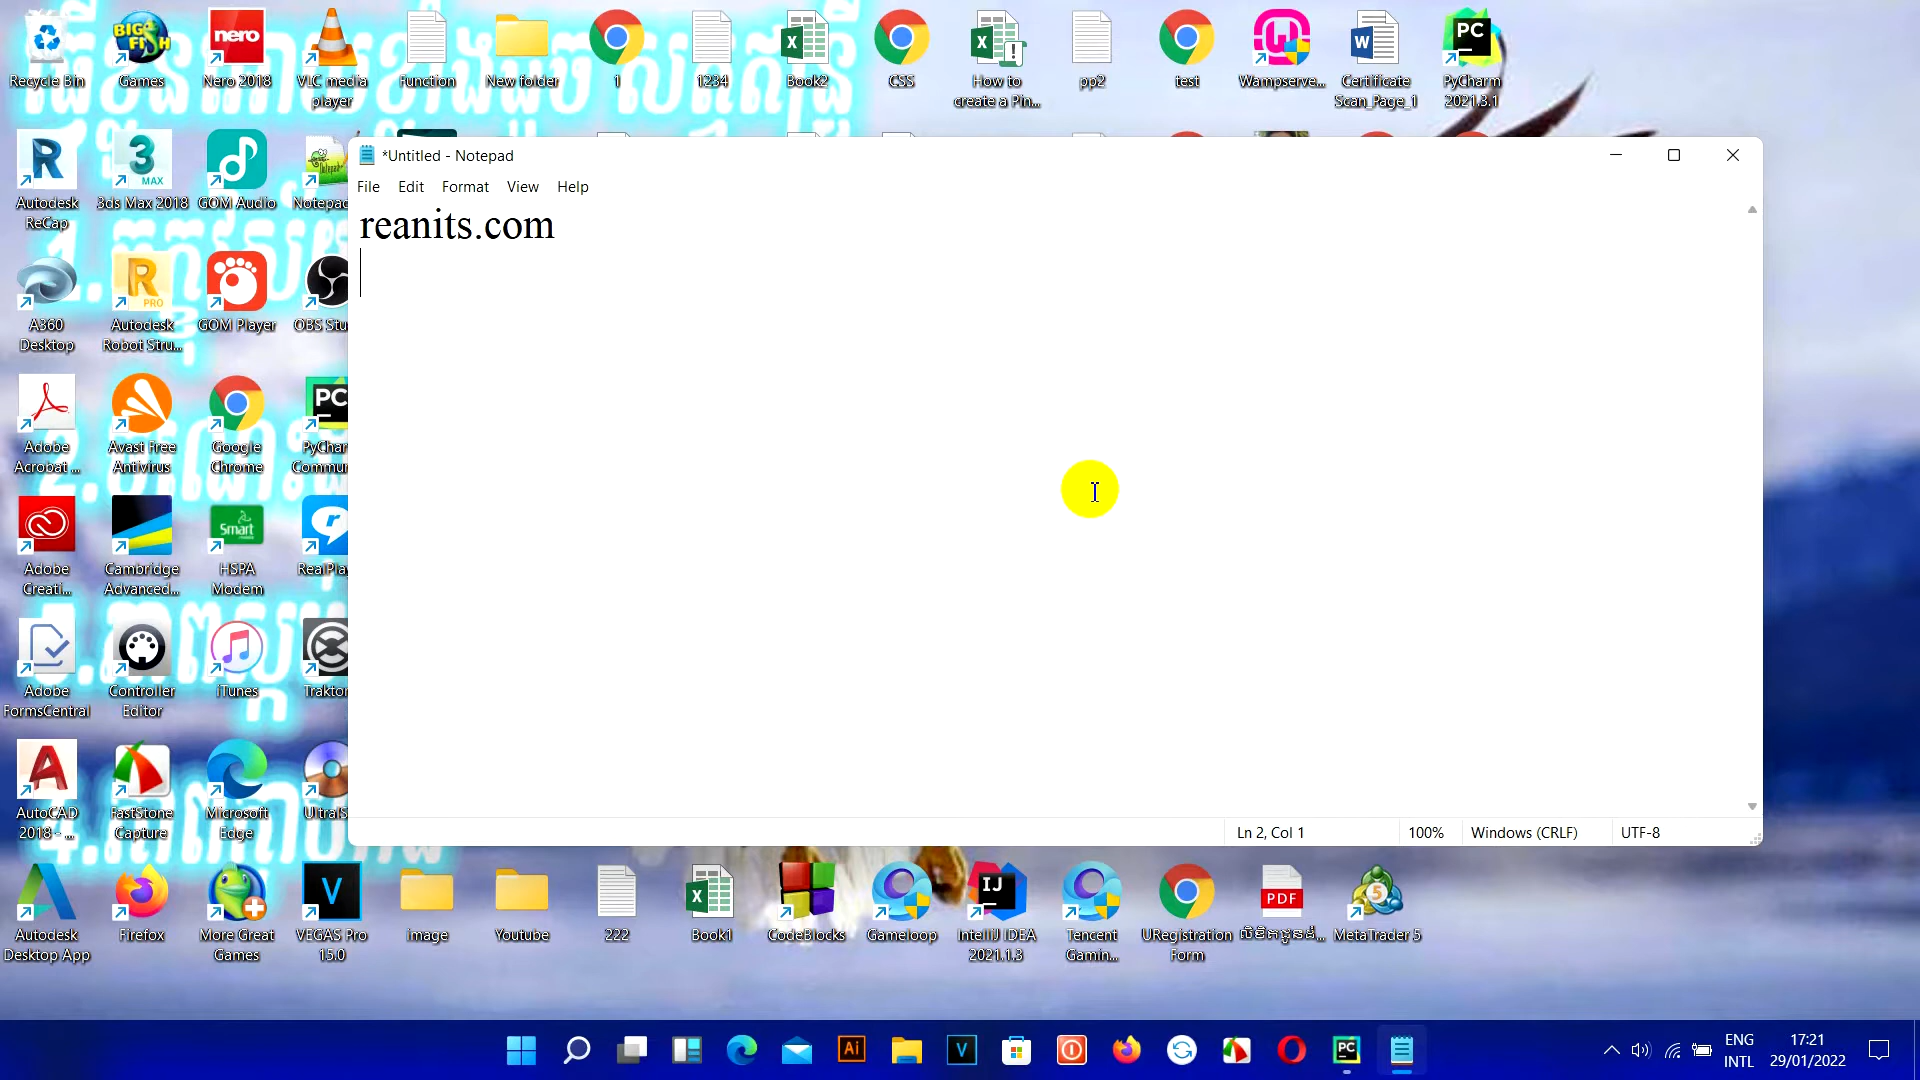 Recycle Bin
Games
Nero 2018
VLC media player
Function
New folder
1
1234
Book2
CSS
How to create a Pin...
pp2
test
Wampserve...
Certificate Scan_Page_1
PyCharm 2021.3.1
*Untitled - Notepad
File Edit Format View Help
reanits.com
Autodesk ReCap
3ds Max 2018
GOM Audio
Notepad
A360 Desktop
Autodesk Robot Stru...
GOM Player
OBS Stu
Adobe Acrobat ...
Avast Free Antivirus
Google Chrome
PyChar
Commu
Adobe Creati...
Cambridge Advanced...
HSPA Modem
RealPla
Adobe FormsCentral
Controller Editor
iTunes
Traktor
AutoCAD 2018 - ...
FastStone Capture
Microsoft Edge
UltraIS
Ln 2, Col 1
100%
Windows (CRLF)
UTF-8
Autodesk Desktop App
Firefox
More Great Games
VEGAS Pro 15.0
image
Youtube
222
Book1
CodeBlocks
Gameloop
IntelliJ IDEA 2021.1.3
Tencent Gamin...
URegistration Form
MetaTrader 5
ENG
INTL
17:21
29/01/2022